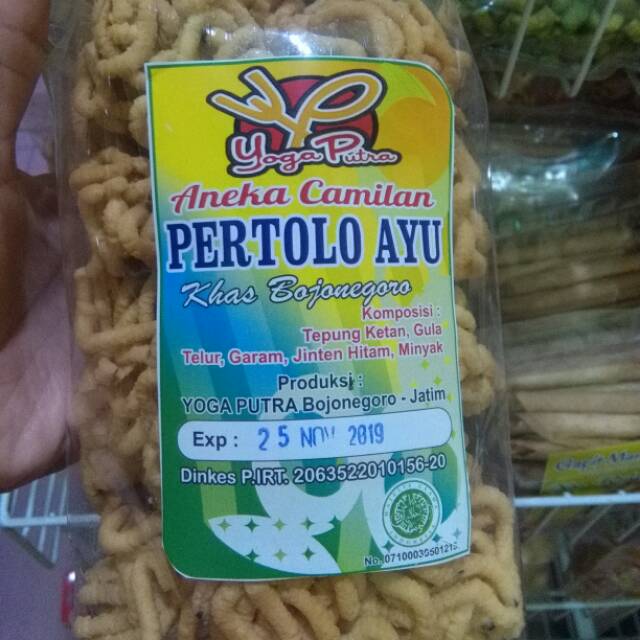 YP
Yoga Putra
Aneka Camilan
PERTOLO AYU
Khas Bojonegoro
Komposisi :
Tepung Ketan, Gula
Telur, Garam, Jinten Hitam, Minyak
Produksi :
YOGA PUTRA Bojonegoro - Jatim
Exp : 25 NOV 2019
Dinkes P.IRT. 2063522010156-20